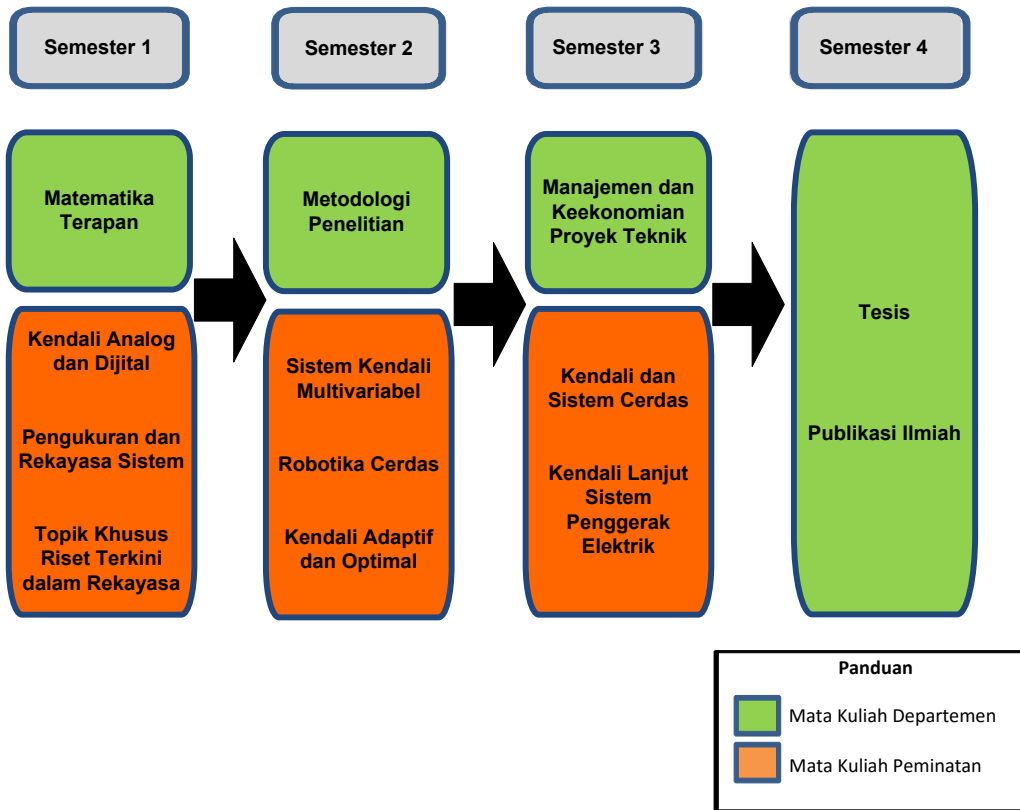 Semester 1
Semester 2
Semester 3
Semester 4
Matematika
Terapan
Metodologi
Penelitian
Manajemen dan
Keekonomian
Proyek Teknik
Kendali Analog
dan Dijital
Pengukuran dan
Rekayasa Sistem
Topik Khusus
Riset Terkini
dalam Rekayasa
Sistem Kendali
Multivariabel
Robotika Cerdas
Kendali Adaptif
dan Optimal
Kendali dan
Sistem Cerdas
Kendali Lanjut
Sistem
Penggerak
Elektrik
Tesis
Publikasi Ilmiah
Panduan
Mata Kuliah Departemen
Mata Kuliah Peminatan